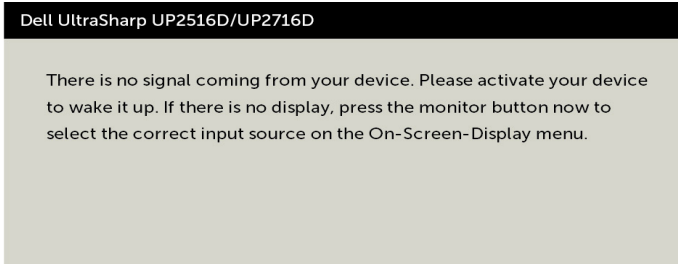 Dell UltraSharp UP2516D/UP2716D
There is no signal coming from your device. Please activate your device
to wake it up. If there is no display, press the monitor button now to
select the correct input source on the On-Screen-Display menu.